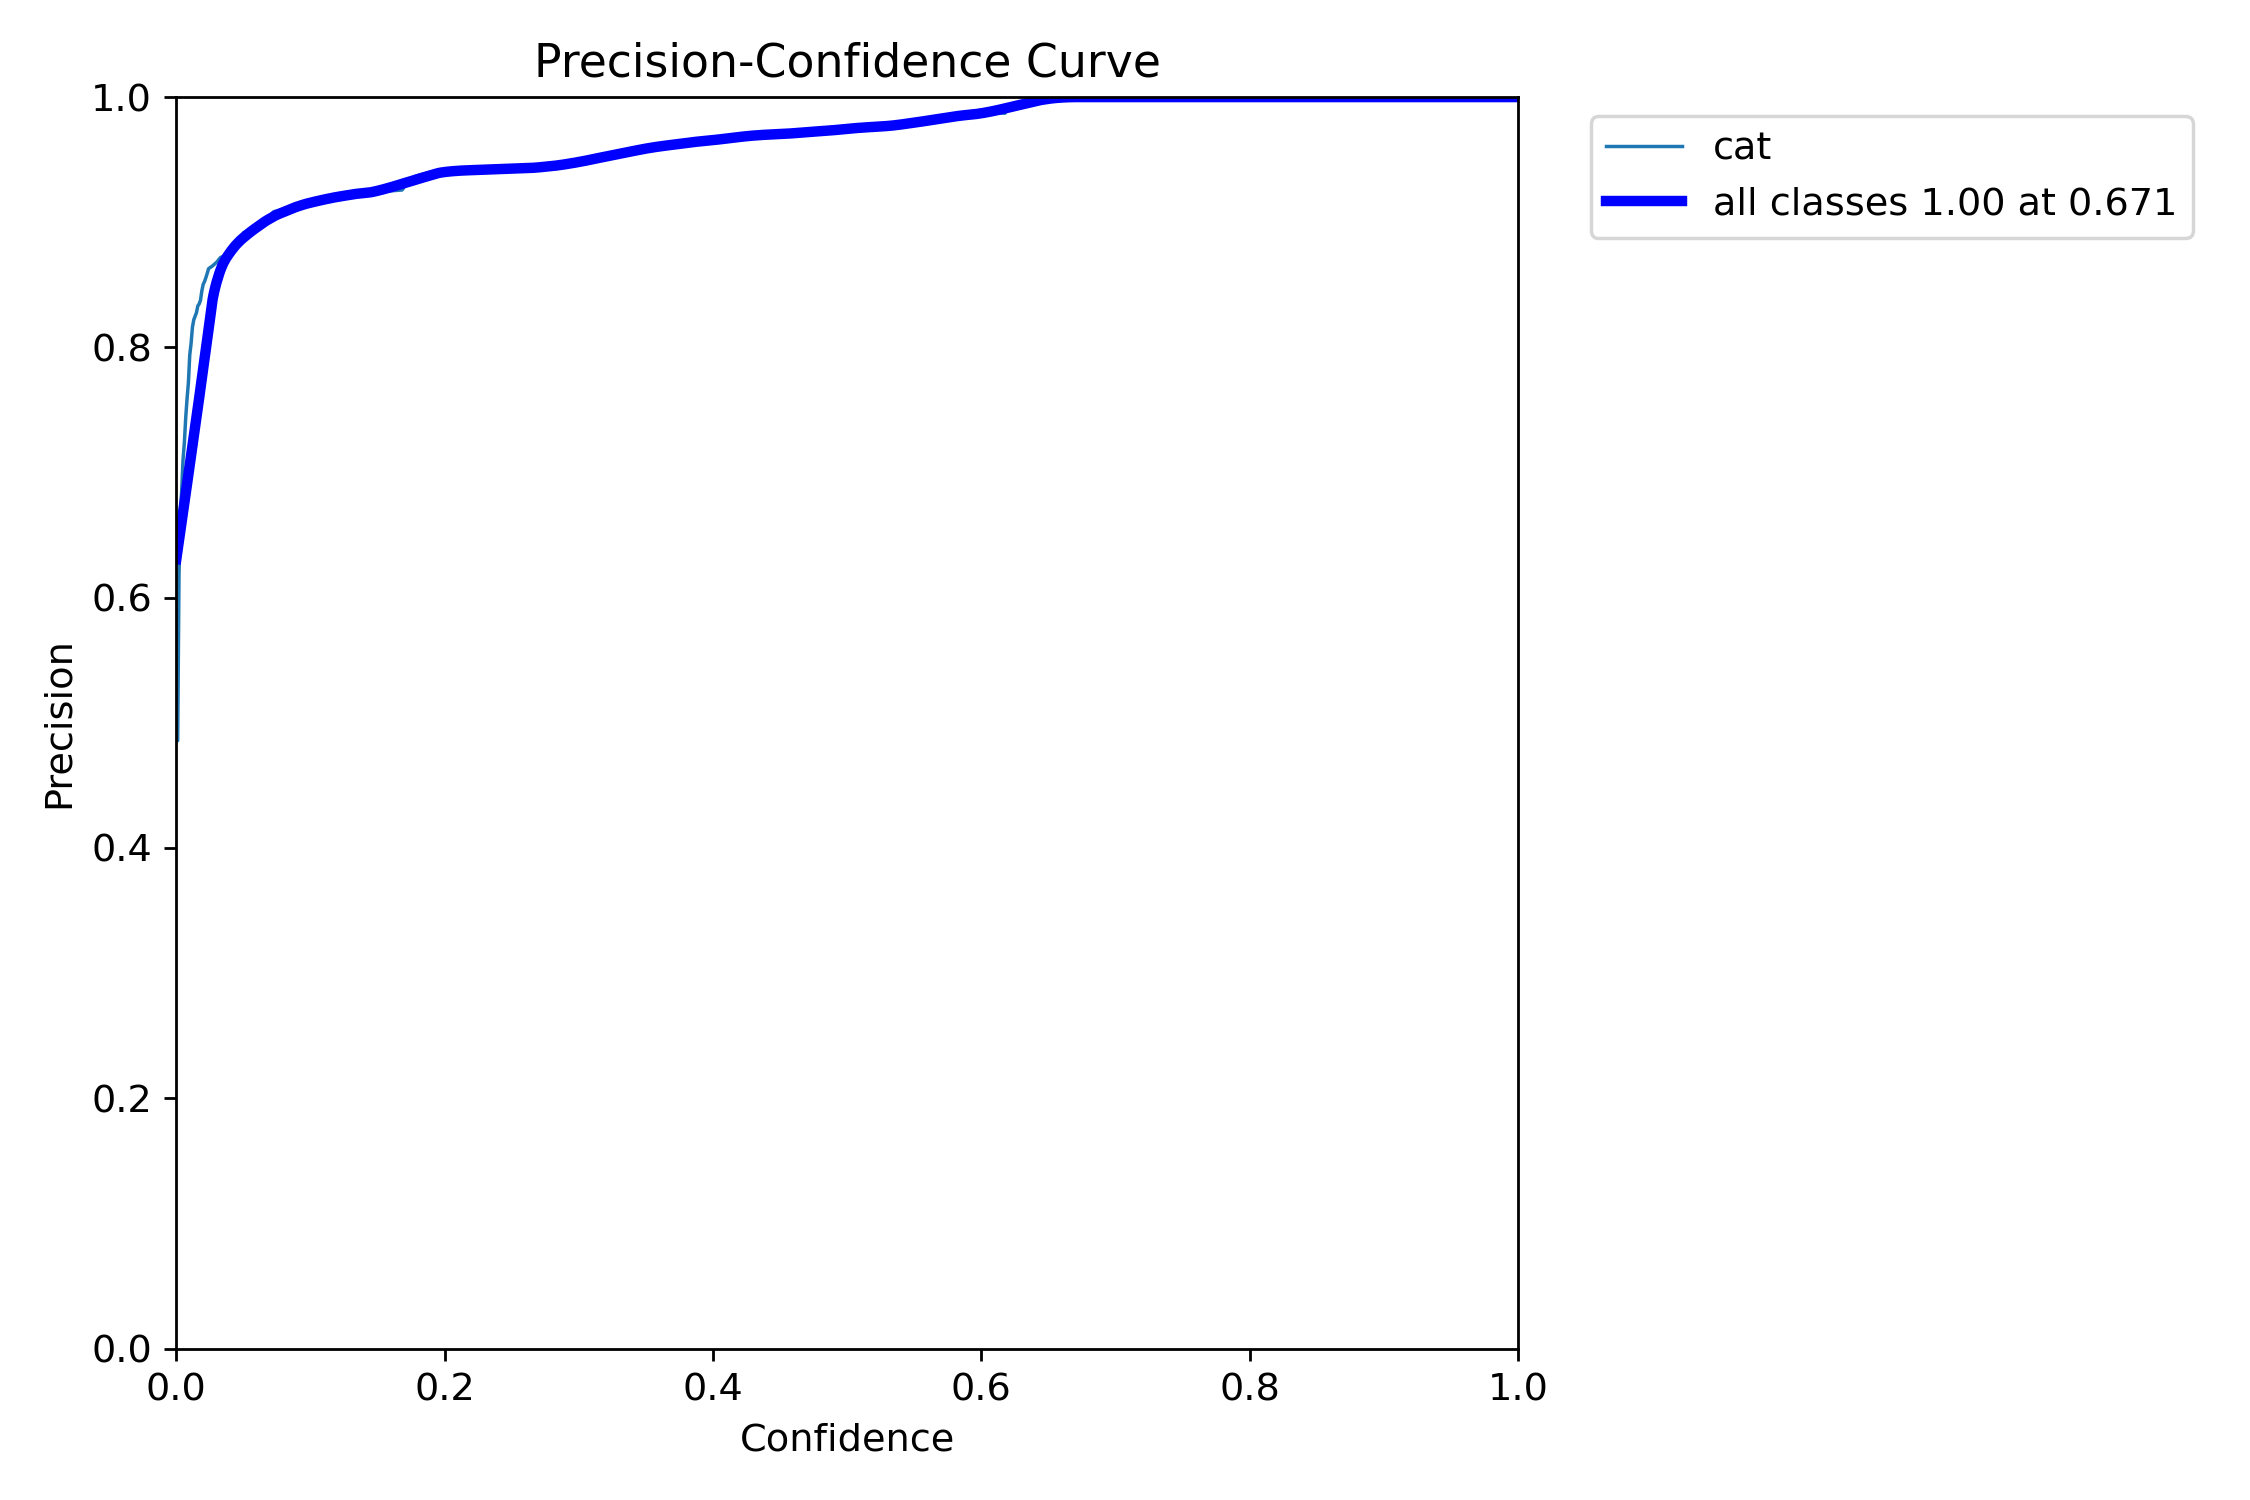 Precision-Confidence Curve
1.0
0.8
0.6
0.4
0.2
0.0
Precision
0.0 0.2 0.4 0.6 0.8 1.0
Confidence
cat
all classes 1.00 at 0.671